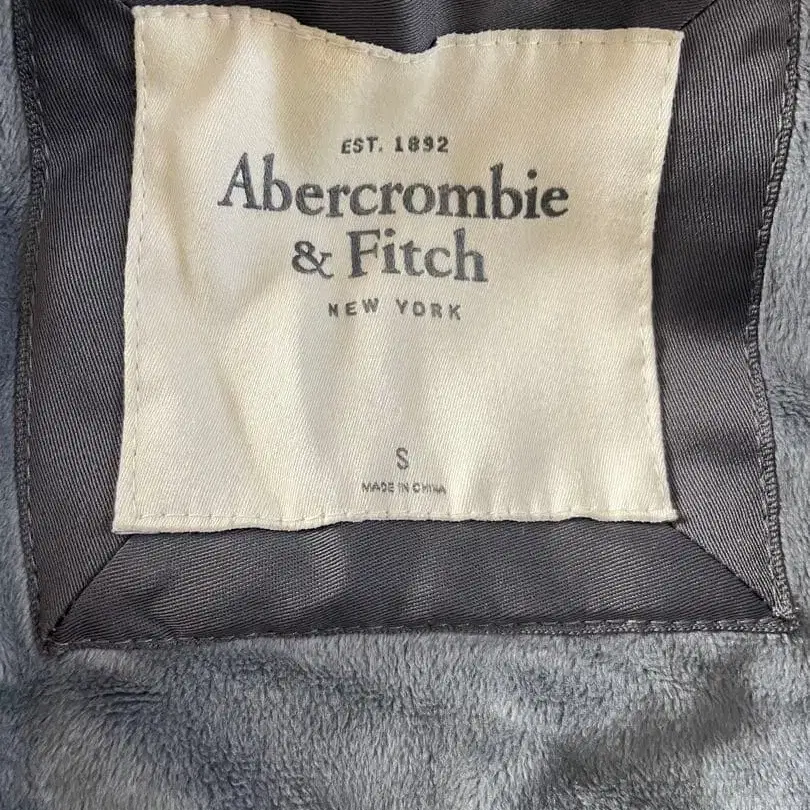 EST. 1892
Abercrombie
& Fitch
NEW YORK
S
MADE IN CHINA